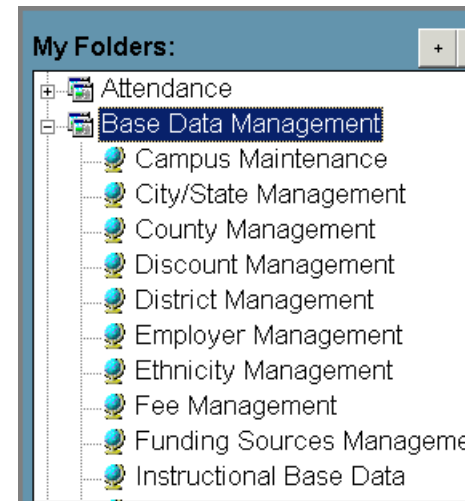 My Folders:
+
Attendance
Base Data Management
Campus Maintenance
City/State Management
County Management
Discount Management
District Management
Employer Management
Ethnicity Management
Fee Management
Funding Sources Manageme
Instructional Base Data